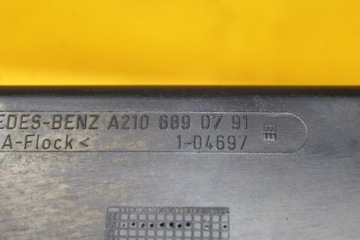 EDES-BENZ A210 689 07 91
A-Flock< 1-04697